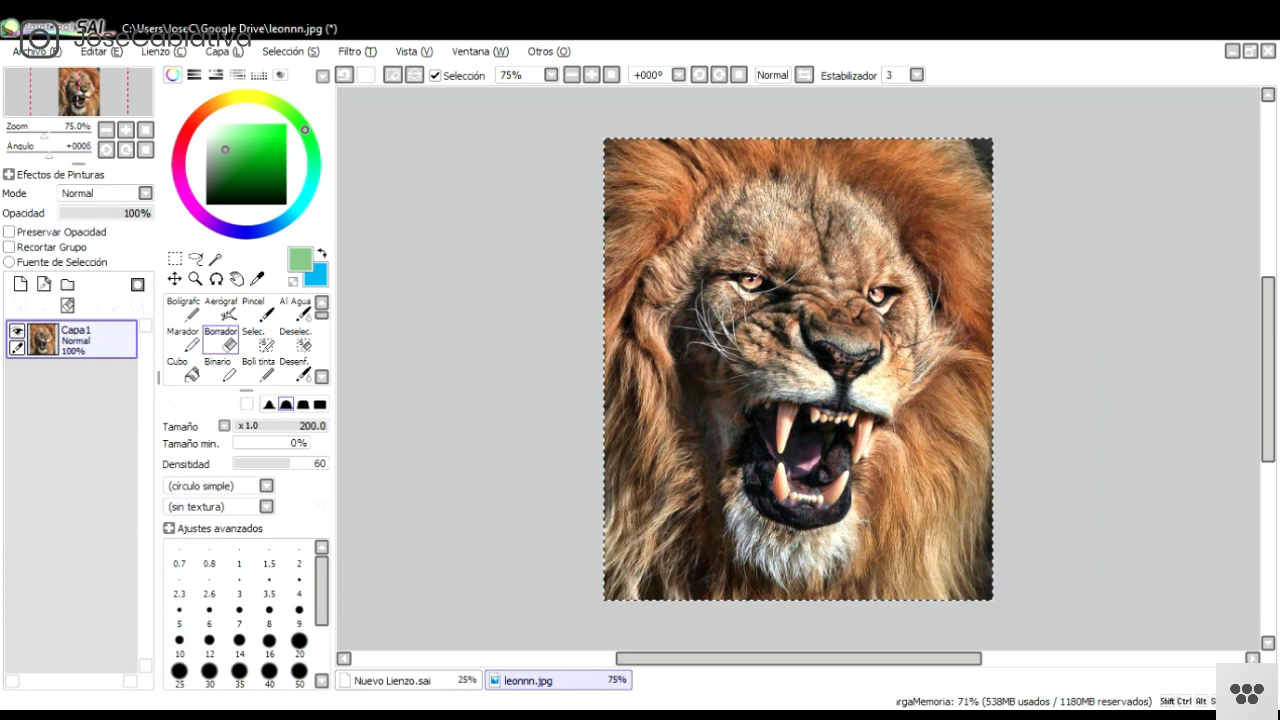 SAI C:\Users\JoseC\Google Drive\leonnn.jpg (*)
JoseCabiativa
Archivo (F) Editar (E) Lienzo (C) Capa (L) Selección (S) Filtro (T) Vista (V) Ventana (W) Otros (O)
Selección 75% +000º Normal Estabilizador 3
Zoom 75.0%
Ángulo +000δ
Efectos de Pinturas
Mode Normal
Opacidad 100%
Preservar Opacidad
Recortar Grupo
Fuente de Selección
Capa1
Normal
100%
Bolígrafc Aerógraf Pincel Al Agua
Marador Borrador Selec. Deselec.
Cubo Binario Boli tinta Desenf.
Tamaño x 1.0 200.0
Tamaño min. 0%
Densitidad 60
(círculo simple)
(sin textura)
Ajustes avanzados
0.7 0.8 1 1.5 2
2.3 2.6 3 3.5 4
5 6 7 8 9
10 12 14 16 20
25 30 35 40 50
Nuevo Lienzo.sai 25% leonnn.jpg 75%
rgaMemoria: 71% (538MB usados / 1180MB reservados) Shift Ctrl Alt S